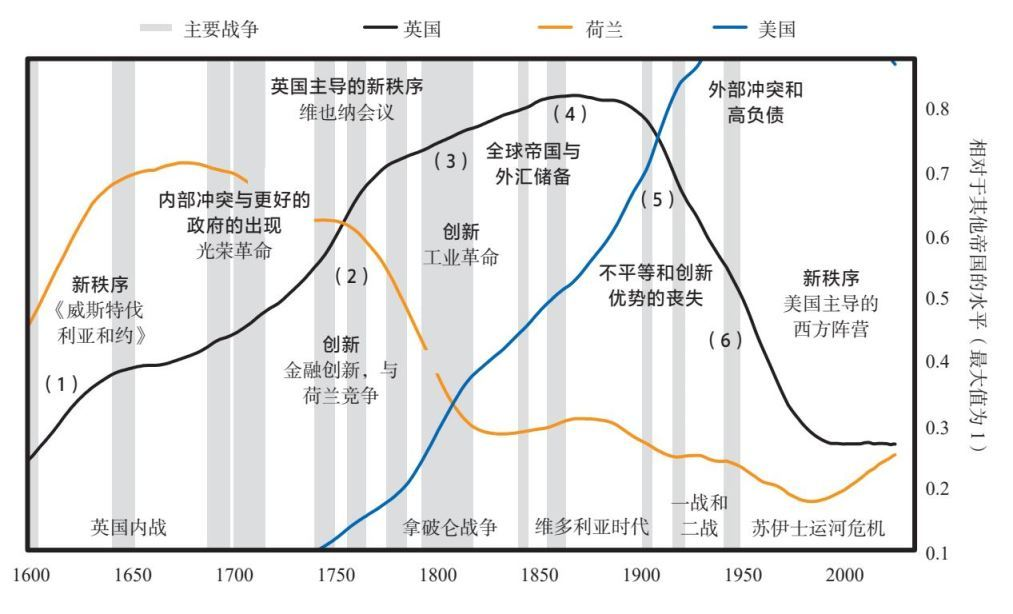 主要战争
英国
荷兰
美国
英国主导的新秩序
维也纳会议
外部冲突和
高负债
(4)
(3)
全球帝国与
外汇储备
内部冲突与更好的
政府的出现
光荣革命
(5)
创新
工业革命
(2)
新秩序
《威斯特伐
利亚和约》
不平等和创新
优势的丧失
新秩序
美国主导的
西方阵营
(6)
(1)
创新
金融创新，与
荷兰竞争
英国内战
拿破仑战争
维多利亚时代
一战和
二战
苏伊士运河危机
0.8
0.7
0.6
0.5
0.4
0.3
0.2
0.1
相对于其他帝国的水平（最大值为1）
1600
1650
1700
1750
1800
1850
1900
1950
2000